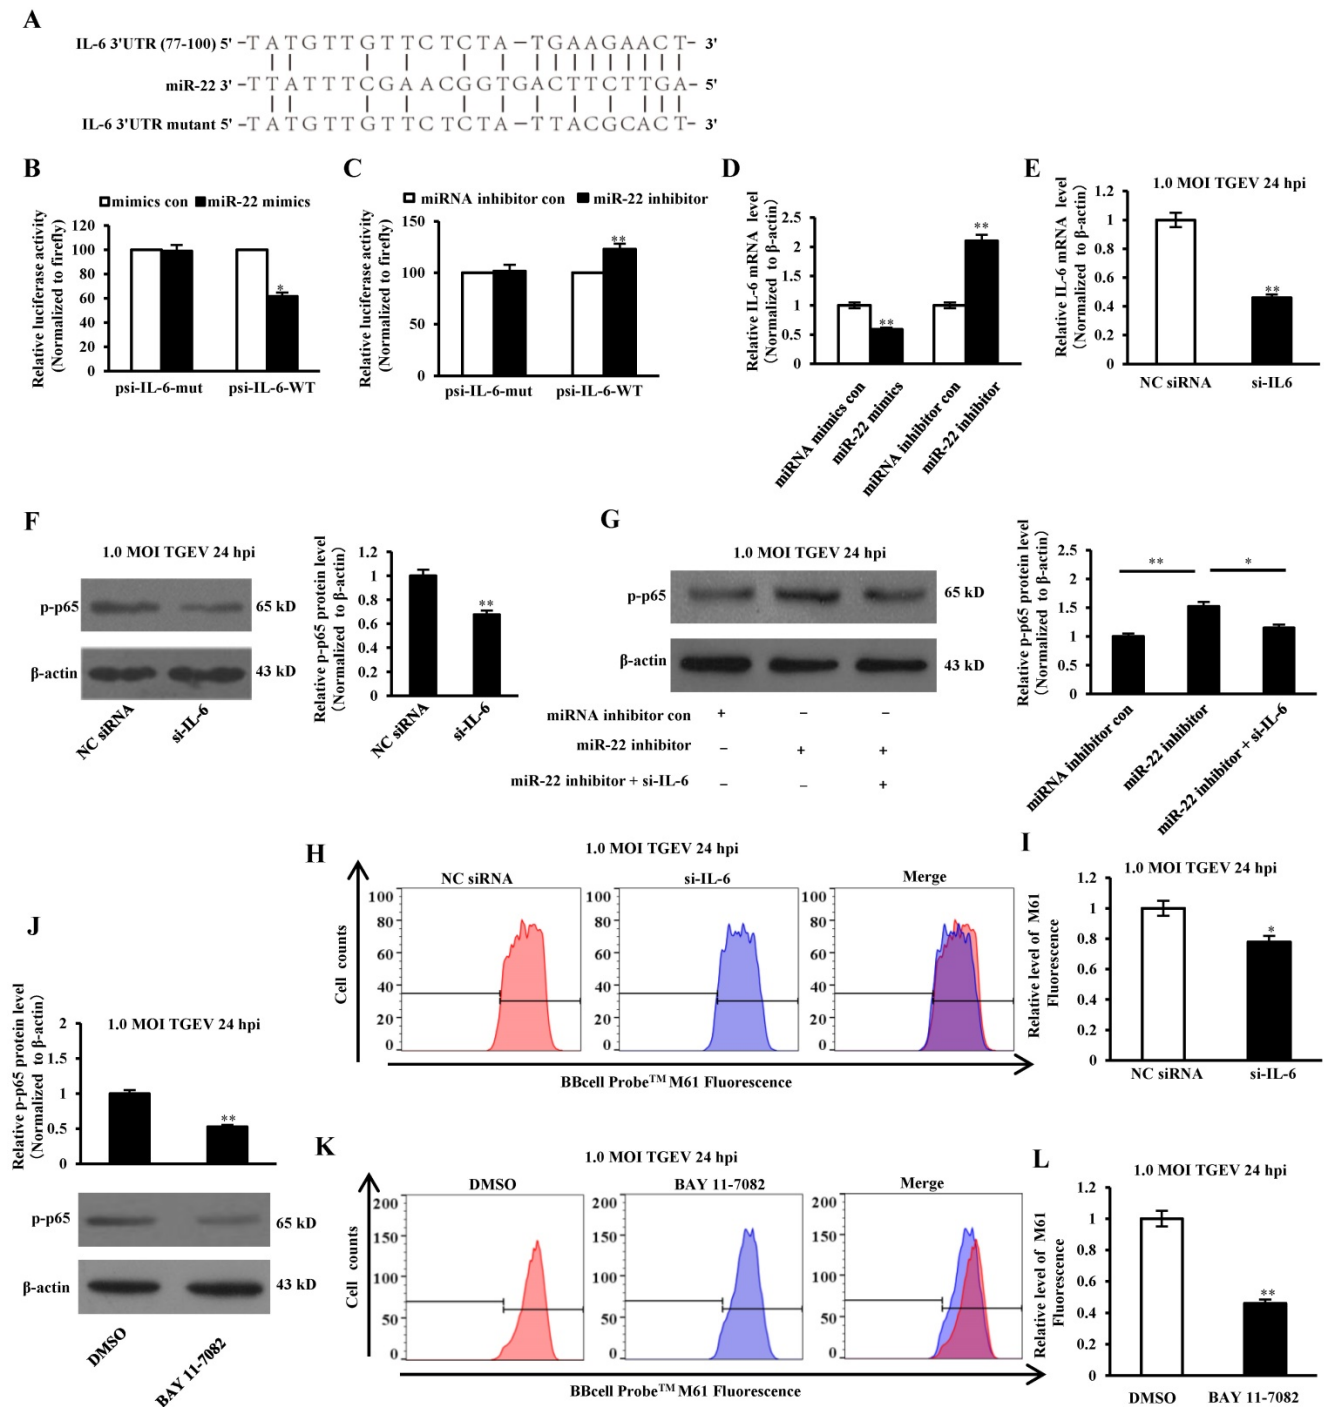 A
IL-6 3'UTR (77-100) 5' -TATGTTGTTCTCTA-TGAAGAACT- 3'
miR-22 3' -TTATTTCGAACGGTGACTTCTTGA- 5'
IL-6 3'UTR mutant 5' -TATGTTGTTCTCTA-TTACGCACT- 3'
B
mimics con miR-22 mimics
Relative luciferase activity
(Normalized to firefly)
120
100
80
60
40
20
0
*
psi-IL-6-mut psi-IL-6-WT
C
miRNA inhibitor con miR-22 inhibitor
Relative luciferase activity
(Normalized to firefly)
150
100
50
0
**
psi-IL-6-mut psi-IL-6-WT
D
Relative IL-6 mRNA level
(Normalized to β-actin)
2.5
2
1.5
1
0.5
0
**
**
miRNA mimics con
miR-22 mimics
miRNA inhibitor con
miR-22 inhibitor
E
1.0 MOI TGEV 24 hpi
Relative IL-6 mRNA level
(Normalized to β-actin)
1.2
1
0.8
0.6
0.4
0.2
0
**
NC siRNA si-IL6
F
1.0 MOI TGEV 24 hpi
p-p65 65 kD
β-actin 43 kD
NC siRNA
si-IL-6
Relative p-p65 protein level
(Normalized to β-actin)
1.2
1
0.8
0.6
0.4
0.2
0
**
NC siRNA
si-IL-6
G
1.0 MOI TGEV 24 hpi
p-p65 65 kD
β-actin 43 kD
miRNA inhibitor con + – –
miR-22 inhibitor – + +
miR-22 inhibitor + si-IL-6 – – +
Relative p-p65 protein level
(Normalized to β-actin)
2.5
2
1.5
1
0.5
0
** *
miRNA inhibitor con
miR-22 inhibitor
miR-22 inhibitor + si-IL-6
H
1.0 MOI TGEV 24 hpi
NC siRNA si-IL-6 Merge
Cell counts
100 100 100
80 80 80
60 60 60
40 40 40
20 20 20
0 0 0
BBcell Probe™ M61 Fluorescence
I
1.0 MOI TGEV 24 hpi
Relative level of M61
Fluorescence
1.2
1
0.8
0.6
0.4
0.2
0
*
NC siRNA si-IL-6
J
1.0 MOI TGEV 24 hpi
Relative p-p65 protein level
(Normalized to β-actin)
2
1.5
1
0.5
0
**
p-p65 65 kD
β-actin 43 kD
DMSO
BAY 11-7082
K
1.0 MOI TGEV 24 hpi
DMSO BAY 11-7082 Merge
Cell counts
200 200 200
150 150 150
100 100 100
50 50 50
0 0 0
BBcell Probe™ M61 Fluorescence
L
1.0 MOI TGEV 24 hpi
Relative level of M61
Fluorescence
1.2
1
0.8
0.6
0.4
0.2
0
**
DMSO BAY 11-7082